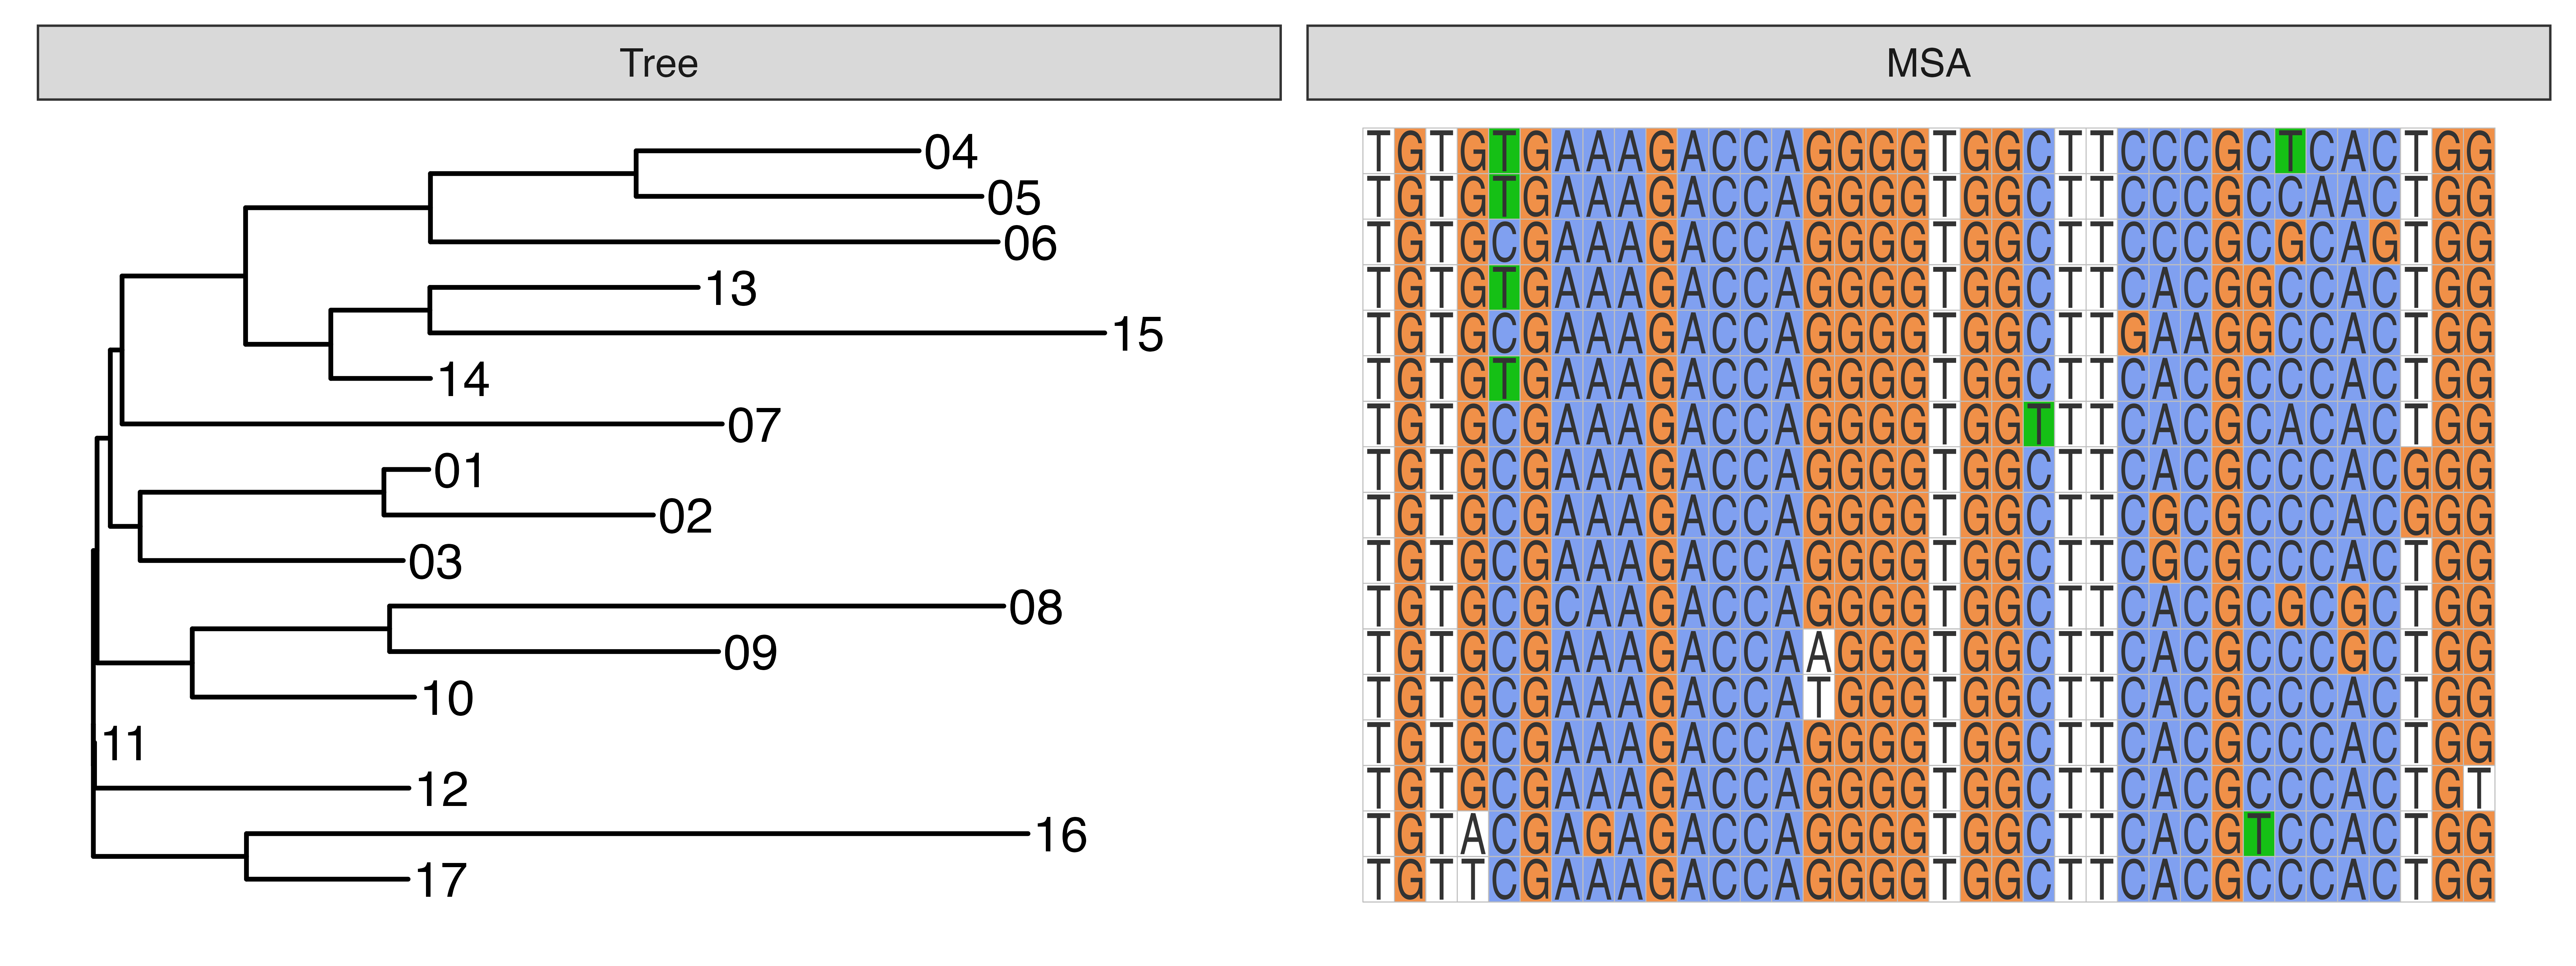 Tree
MSA
04 TGTGTGAAAGACCAGGGGTGGCTTCCCGCTCACTGG
05 TGTGTGAAAGACCAGGGGTGGCTTCCCGCCAACTGG
06 TGTGCGAAAGACCAGGGGTGGCTTCCCGCGCAGTGG
13 TGTGTGAAAGACCAGGGGTGGCTTCACGGCCACTGG
15 TGTGCGAAAGACCAGGGGTGGCTTGAAGGCCACTGG
14 TGTGTGAAAGACCAGGGGTGGCTTCACGCCCACTGG
07 TGTGCGAAAGACCAGGGGTGGTTTCACGCACACTGG
01 TGTGCGAAAGACCAGGGGTGGCTTCACGCCCACGGG
02 TGTGCGAAAGACCAGGGGTGGCTTCGCGCCCACGGG
03 TGTGCGAAAGACCAGGGGTGGCTTCGCGCCCACTGG
08 TGTGCGCAAGACCAGGGGTGGCTTCACGCGCGCTGG
09 TGTGCGAAAGACCAAGGGTGGCTTCACGCCCGCTGG
10 TGTGCGAAAGACCATGGGTGGCTTCACGCCCACTGG
11 TGTGCGAAAGACCAGGGGTGGCTTCACGCCCACTGG
12 TGTGCGAAAGACCAGGGGTGGCTTCACGCCCACTGT
16 TGTACGAGAGACCAGGGGTGGCTTCACGTCCACTGG
17 TGTTCGAAAGACCAGGGGTGGCTTCACGCCCACTGG